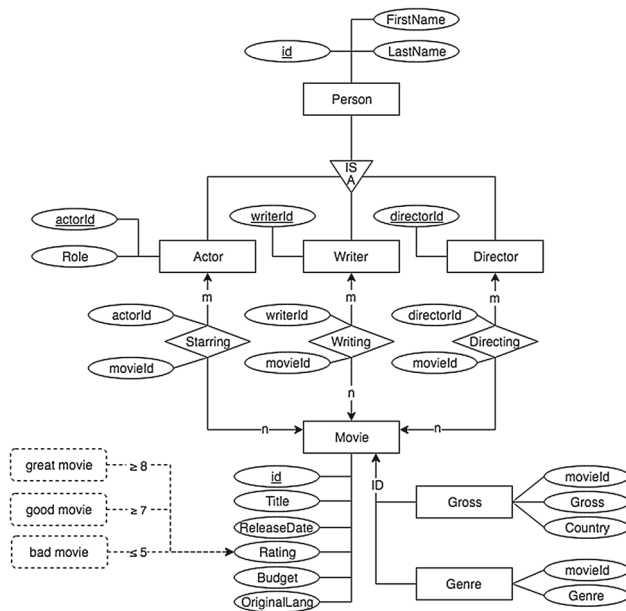 FirstName
id
LastName
Person
IS
A
actorId
writerId
directorId
Role
Actor
Writer
Director
m
m
m
actorId
writerId
directorId
Starring
Writing
Directing
movieId
movieId
movieId
n
n
n
Movie
great movie
≥ 8
good movie
≥ 7
bad movie
≤ 5
id
Title
ReleaseDate
Rating
Budget
OriginalLang
ID
Gross
movieId
Gross
Country
Genre
movieId
Genre